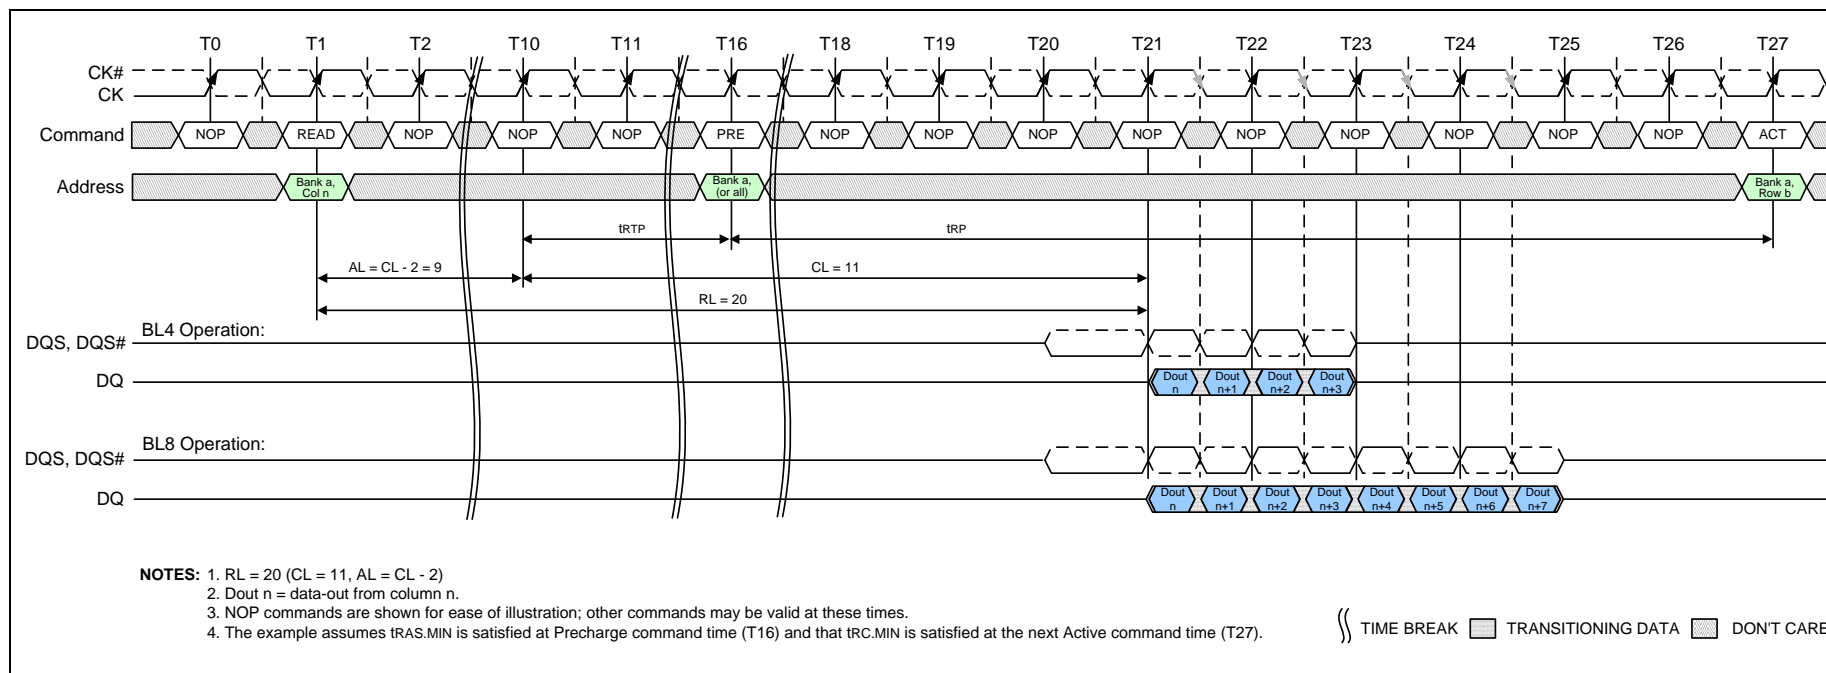 T0 T1 T2 T10 T11 T16 T18 T19 T20 T21 T22 T23 T24 T25 T26 T27
CK#
CK
Command NOP READ NOP NOP NOP PRE NOP NOP NOP NOP NOP NOP NOP NOP NOP ACT
Address Bank a, Col n Bank a, (or all) Bank a, Row b
tRTP tRP
AL = CL - 2 = 9 CL = 11
RL = 20
BL4 Operation:
DQS, DQS#
DQ Dout n Dout n+1 Dout n+2 Dout n+3
BL8 Operation:
DQS, DQS#
DQ Dout n Dout n+1 Dout n+2 Dout n+3 Dout n+4 Dout n+5 Dout n+6 Dout n+7
NOTES: 1. RL = 20 (CL = 11, AL = CL - 2)
2. Dout n = data-out from column n.
3. NOP commands are shown for ease of illustration; other commands may be valid at these times.
4. The example assumes tRAS.MIN is satisfied at Precharge command time (T16) and that tRC.MIN is satisfied at the next Active command time (T27).
TIME BREAK TRANSITIONING DATA DON'T CARE